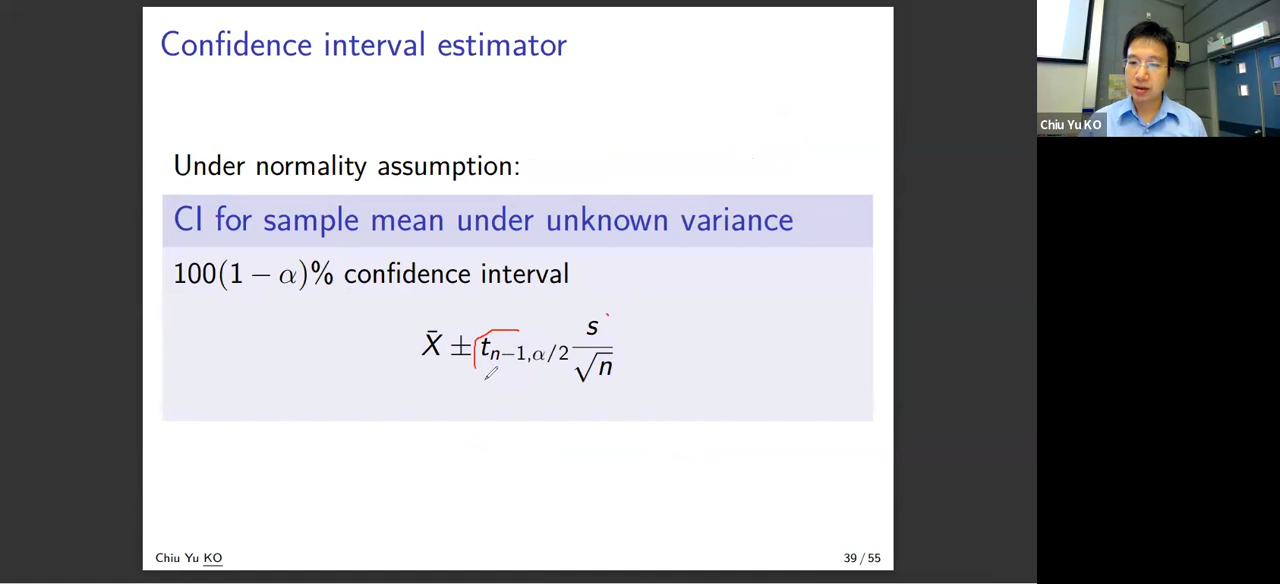 Confidence interval estimator
Under normality assumption:
CI for sample mean under unknown variance
100(1 − α)% confidence interval
X̄ ± t_{n−1,α/2} s/√n
Chiu Yu KO
39 / 55
Chiu Yu KO